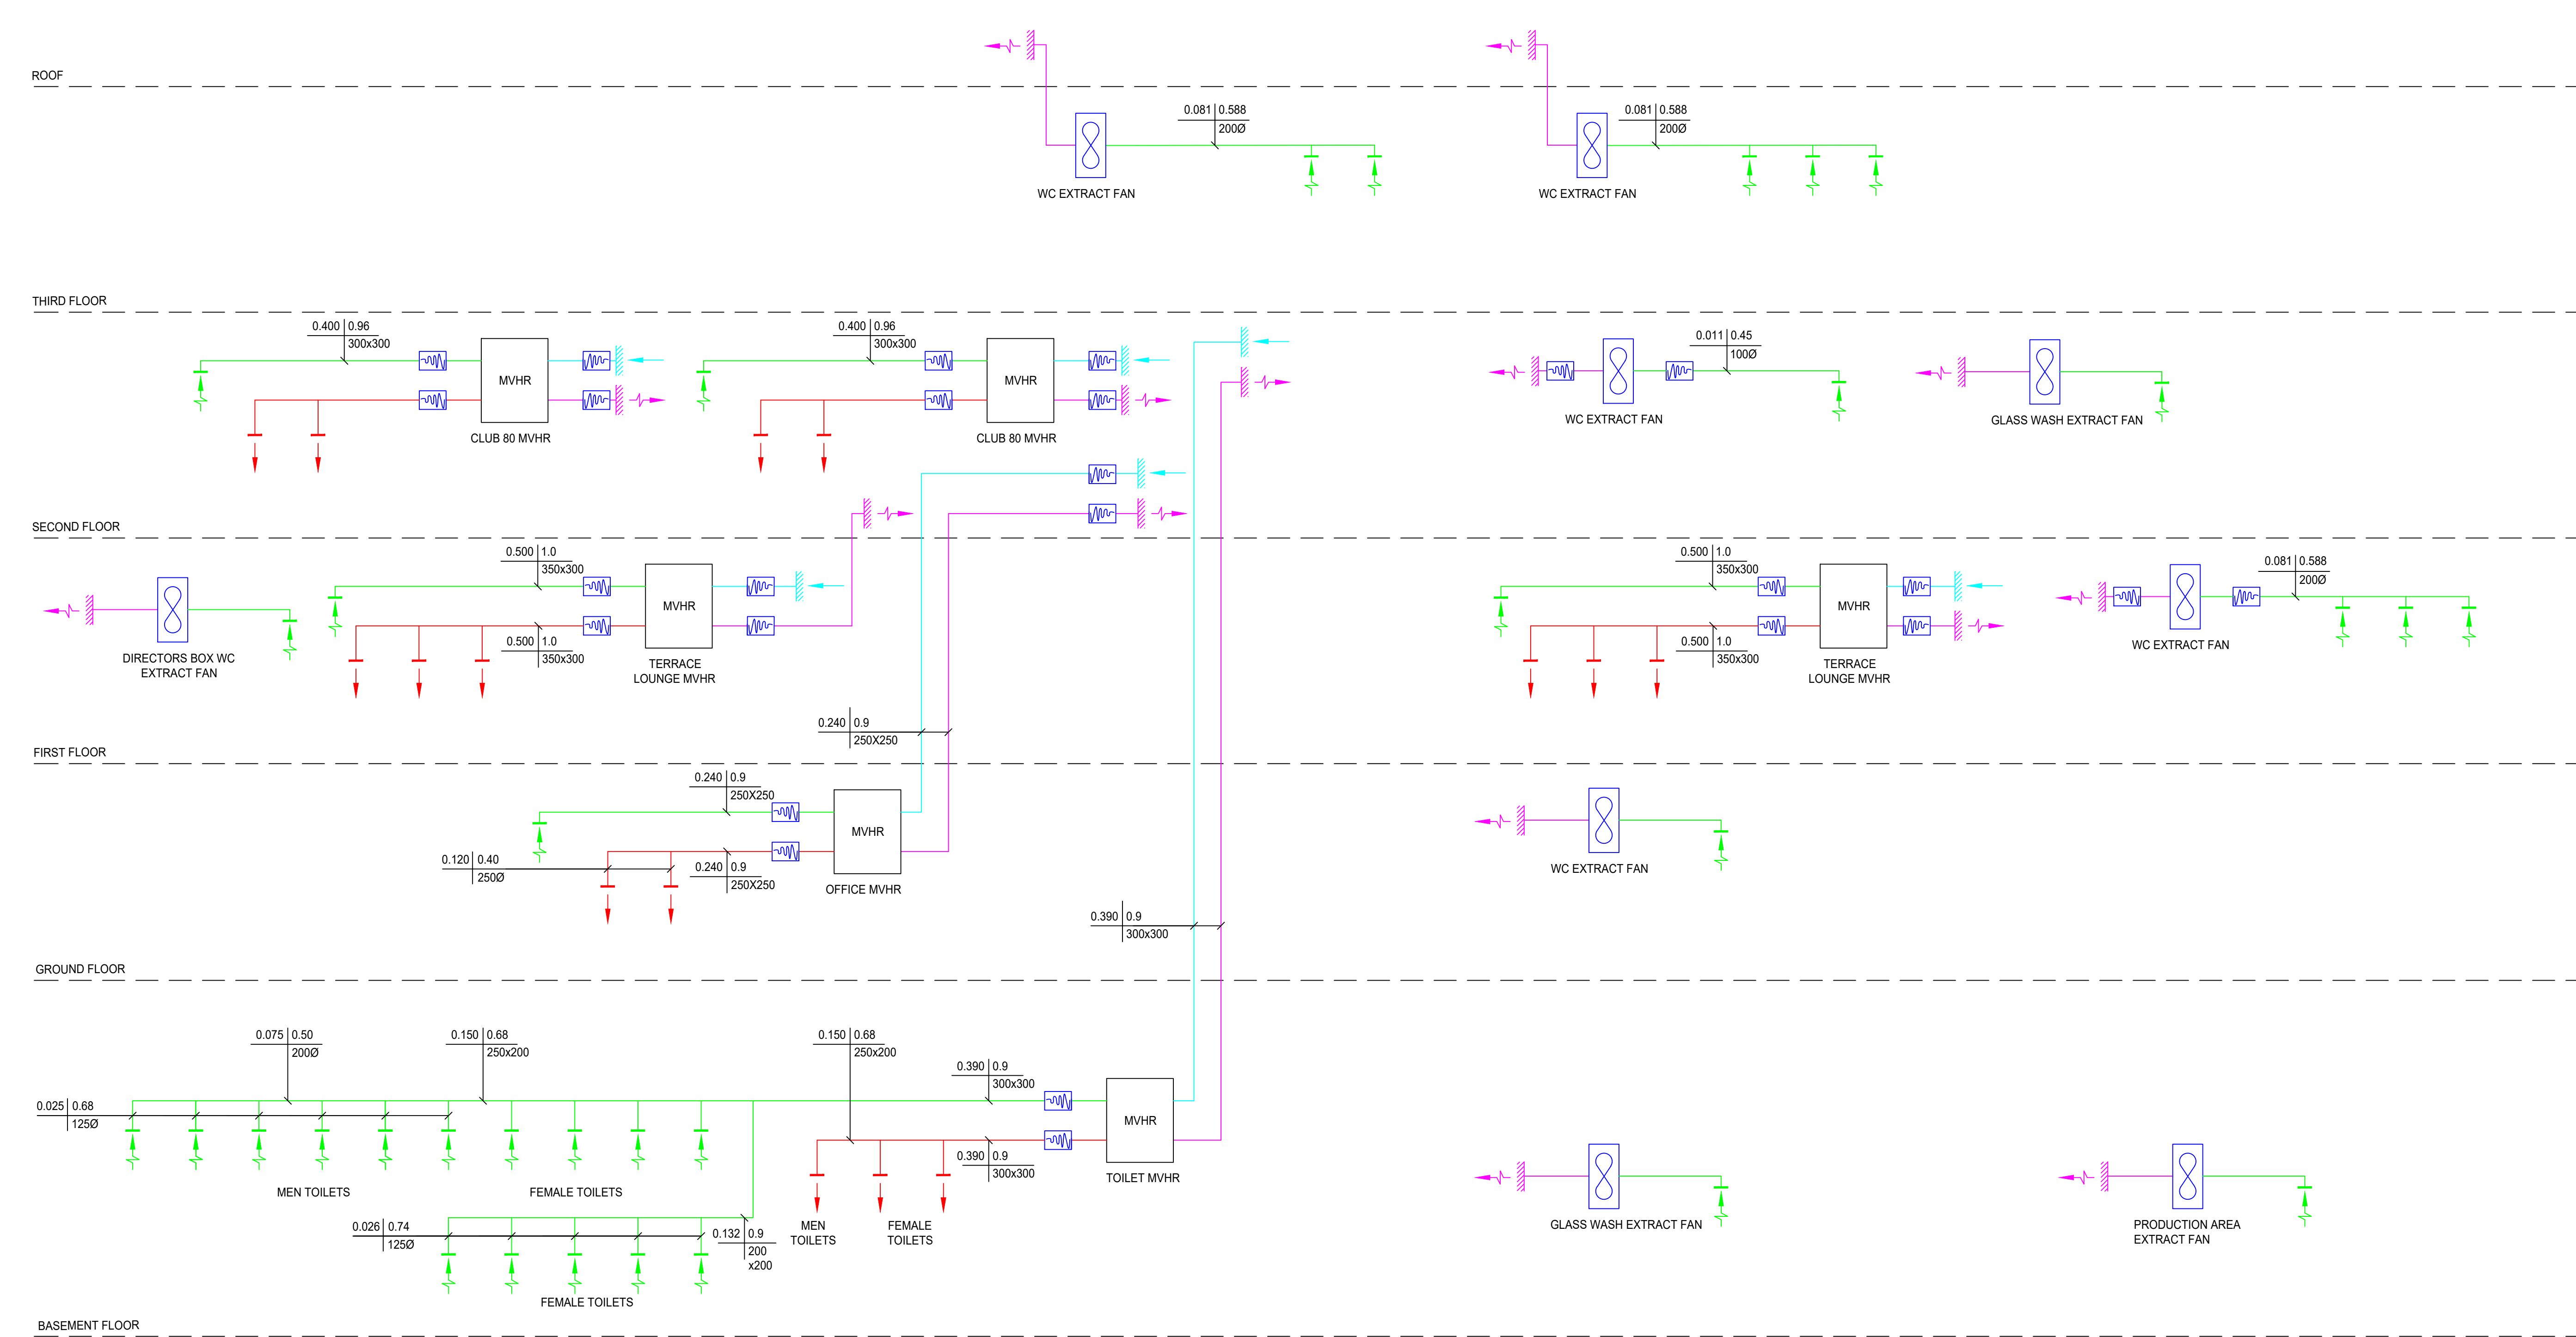 ROOF
0.081 0.588
200Ø
WC EXTRACT FAN
0.081 0.588
200Ø
WC EXTRACT FAN
THIRD FLOOR
0.400 0.96
300x300
MVHR
CLUB 80 MVHR
0.400 0.96
300x300
MVHR
CLUB 80 MVHR
WC EXTRACT FAN
0.011 0.45
100Ø
GLASS WASH EXTRACT FAN
SECOND FLOOR
DIRECTORS BOX WC
EXTRACT FAN
0.500 1.0
350x300
0.500 1.0
350x300
MVHR
TERRACE
LOUNGE MVHR
0.500 1.0
350x300
0.500 1.0
350x300
MVHR
TERRACE
LOUNGE MVHR
WC EXTRACT FAN
0.081 0.588
200Ø
0.240 0.9
250X250
FIRST FLOOR
0.240 0.9
250X250
0.120 0.40
250Ø
0.240 0.9
250X250
MVHR
OFFICE MVHR
WC EXTRACT FAN
0.390 0.9
300x300
GROUND FLOOR
0.075 0.50
200Ø
0.150 0.68
250x200
0.150 0.68
250x200
0.390 0.9
300x300
0.025 0.68
125Ø
MVHR
0.390 0.9
300x300
TOILET MVHR
MEN TOILETS
FEMALE TOILETS
0.026 0.74
125Ø
0.132 0.9
200
x200
MEN
TOILETS
FEMALE
TOILETS
GLASS WASH EXTRACT FAN
PRODUCTION AREA
EXTRACT FAN
FEMALE TOILETS
BASEMENT FLOOR